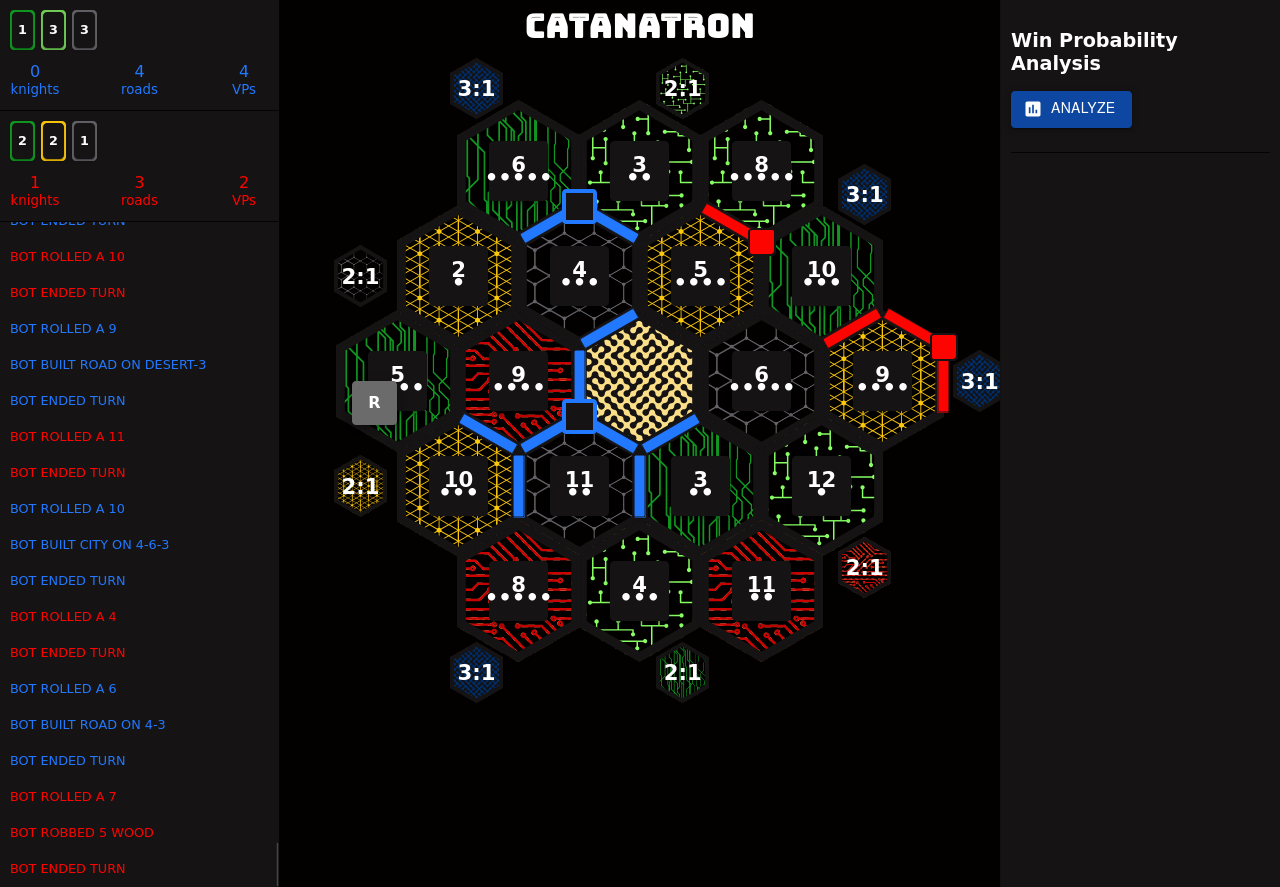 1 3 3
0 4 4
knights roads VPs
2 2 1
1 3 2
knights roads VPs
BOT ENDED TURN
BOT ROLLED A 10
BOT ENDED TURN
BOT ROLLED A 9
BOT BUILT ROAD ON DESERT-3
BOT ENDED TURN
BOT ROLLED A 11
BOT ENDED TURN
BOT ROLLED A 10
BOT BUILT CITY ON 4-6-3
BOT ENDED TURN
BOT ROLLED A 4
BOT ENDED TURN
BOT ROLLED A 6
BOT BUILT ROAD ON 4-3
BOT ENDED TURN
BOT ROLLED A 7
BOT ROBBED 5 WOOD
BOT ENDED TURN
CATANATRON
3:1 2:1
6 3 8
3:1
2:1 2 4 5 10
5 9 6 9 3:1
R
2:1 10 11 3 12
8 4 11 2:1
3:1 2:1
Win Probability
Analysis
ANALYZE